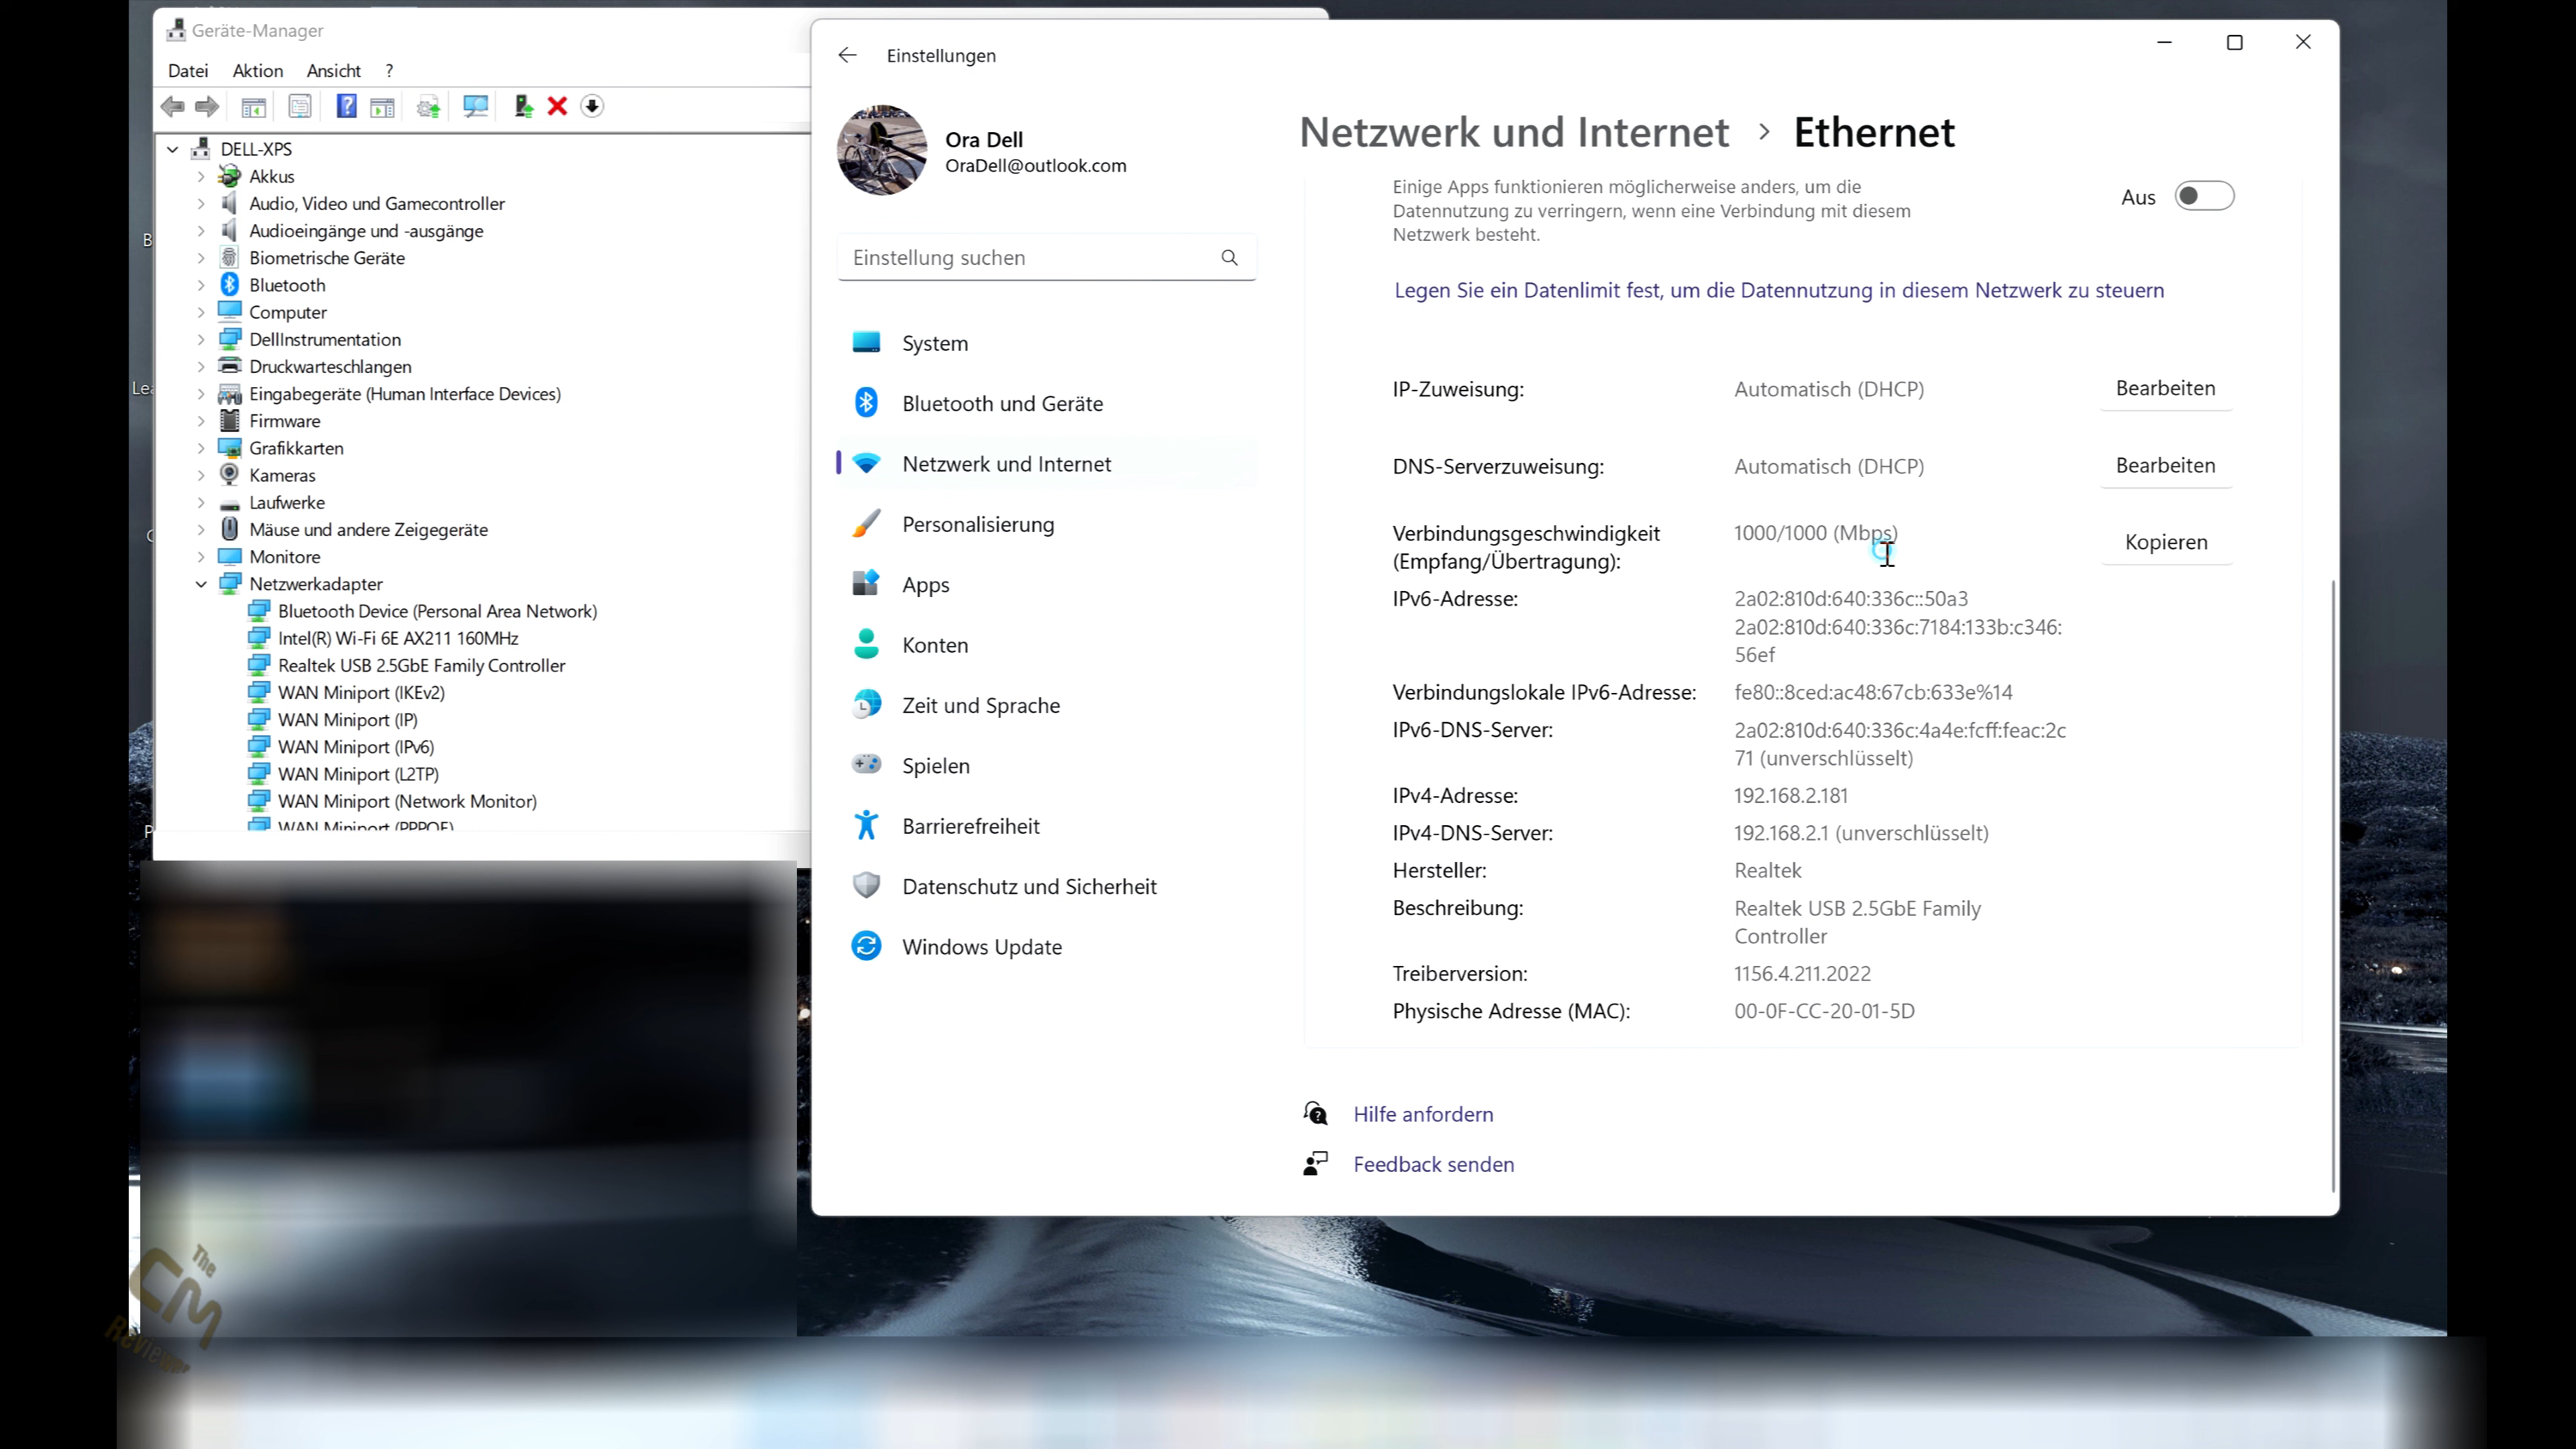 Geräte-Manager
Datei Aktion Ansicht ?
DELL-XPS
Akkus
Audio, Video und Gamecontroller
Audioeingänge und -ausgänge
Biometrische Geräte
Bluetooth
Computer
DellInstrumentation
Druckwarteschlangen
Eingabegeräte (Human Interface Devices)
Firmware
Grafikkarten
Kameras
Laufwerke
Mäuse und andere Zeigegeräte
Monitore
Netzwerkadapter
Bluetooth Device (Personal Area Network)
Intel(R) Wi-Fi 6E AX211 160MHz
Realtek USB 2.5GbE Family Controller
WAN Miniport (IKEv2)
WAN Miniport (IP)
WAN Miniport (IPv6)
WAN Miniport (L2TP)
WAN Miniport (Network Monitor)
WAN Miniport (PPPOE)
Einstellungen
Ora Dell
OraDell@outlook.com
Einstellung suchen
System
Bluetooth und Geräte
Netzwerk und Internet
Personalisierung
Apps
Konten
Zeit und Sprache
Spielen
Barrierefreiheit
Datenschutz und Sicherheit
Windows Update
Netzwerk und Internet > Ethernet
Einige Apps funktionieren möglicherweise anders, um die
Datennutzung zu verringern, wenn eine Verbindung mit diesem
Netzwerk besteht.
Aus
Legen Sie ein Datenlimit fest, um die Datennutzung in diesem Netzwerk zu steuern
IP-Zuweisung: Automatisch (DHCP) Bearbeiten
DNS-Serverzuweisung: Automatisch (DHCP) Bearbeiten
Verbindungsgeschwindigkeit 1000/1000 (Mbps) Kopieren
(Empfang/Übertragung):
IPv6-Adresse: 2a02:810d:640:336c::50a3
2a02:810d:640:336c:7184:133b:c346:
56ef
Verbindungslokale IPv6-Adresse: fe80::8ced:ac48:67cb:633e%14
IPv6-DNS-Server: 2a02:810d:640:336c:4a4e:fcff:feac:2c
71 (unverschlüsselt)
IPv4-Adresse: 192.168.2.181
IPv4-DNS-Server: 192.168.2.1 (unverschlüsselt)
Hersteller: Realtek
Beschreibung: Realtek USB 2.5GbE Family
Controller
Treiberversion: 1156.4.211.2022
Physische Adresse (MAC): 00-0F-CC-20-01-5D
Hilfe anfordern
Feedback senden
The
CM
Reviewer